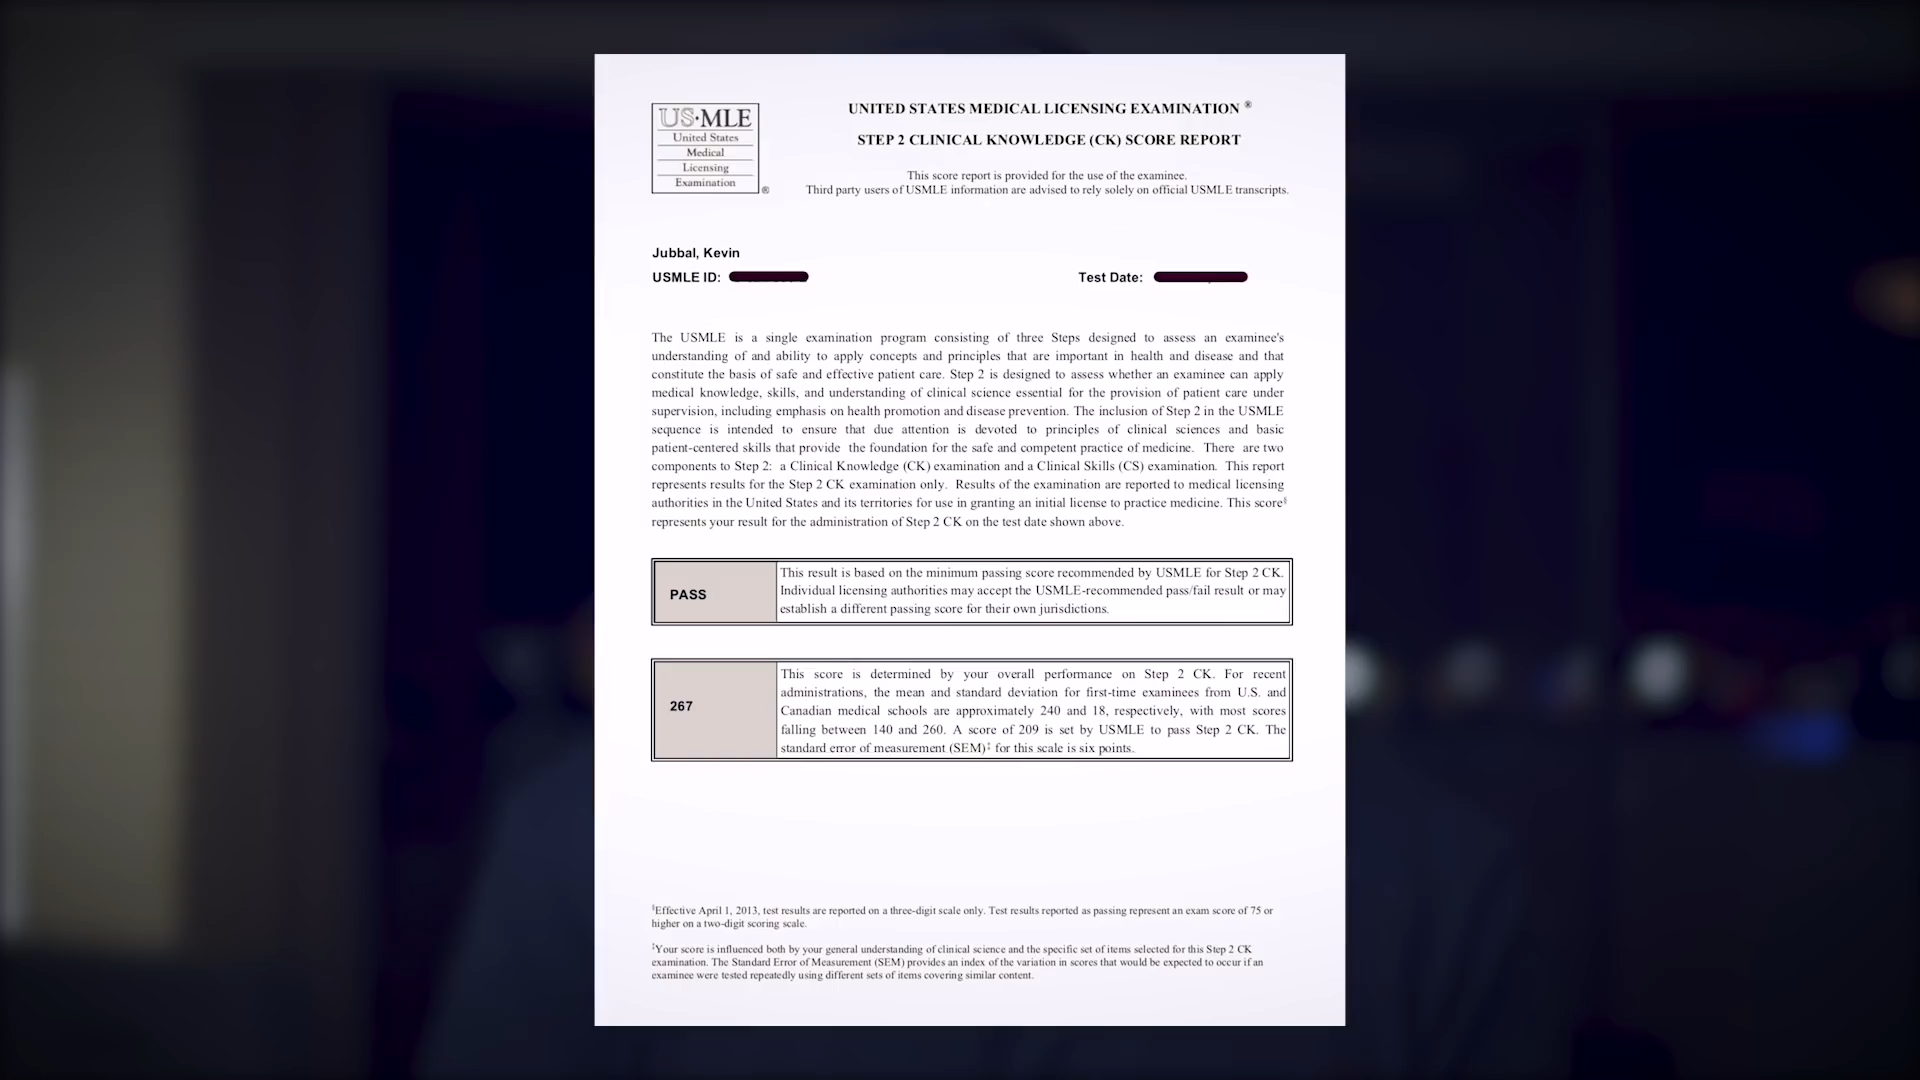 US·MLE
United States
Medical
Licensing
Examination
®
UNITED STATES MEDICAL LICENSING EXAMINATION ®
STEP 2 CLINICAL KNOWLEDGE (CK) SCORE REPORT
This score report is provided for the use of the examinee.
Third party users of USMLE information are advised to rely solely on official USMLE transcripts.
Jubbal, Kevin
USMLE ID:
Test Date:
The USMLE is a single examination program consisting of three Steps designed to assess an examinee's
understanding of and ability to apply concepts and principles that are important in health and disease and that
constitute the basis of safe and effective patient care. Step 2 is designed to assess whether an examinee can apply
medical knowledge, skills, and understanding of clinical science essential for the provision of patient care under
supervision, including emphasis on health promotion and disease prevention. The inclusion of Step 2 in the USMLE
sequence is intended to ensure that due attention is devoted to principles of clinical sciences and basic
patient-centered skills that provide the foundation for the safe and competent practice of medicine. There are two
components to Step 2: a Clinical Knowledge (CK) examination and a Clinical Skills (CS) examination. This report
represents results for the Step 2 CK examination only. Results of the examination are reported to medical licensing
authorities in the United States and its territories for use in granting an initial license to practice medicine. This score§
represents your result for the administration of Step 2 CK on the test date shown above.
PASS
This result is based on the minimum passing score recommended by USMLE for Step 2 CK.
Individual licensing authorities may accept the USMLE-recommended pass/fail result or may
establish a different passing score for their own jurisdictions.
267
This score is determined by your overall performance on Step 2 CK. For recent
administrations, the mean and standard deviation for first-time examinees from U.S. and
Canadian medical schools are approximately 240 and 18, respectively, with most scores
falling between 140 and 260. A score of 209 is set by USMLE to pass Step 2 CK. The
standard error of measurement (SEM)‡ for this scale is six points.
§Effective April 1, 2013, test results are reported on a three-digit scale only. Test results reported as passing represent an exam score of 75 or
higher on a two-digit scoring scale.
‡Your score is influenced both by your general understanding of clinical science and the specific set of items selected for this Step 2 CK
examination. The Standard Error of Measurement (SEM) provides an index of the variation in scores that would be expected to occur if an
examinee were tested repeatedly using different sets of items covering similar content.